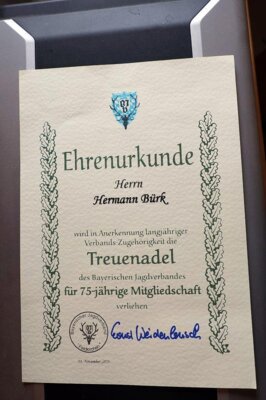 Ehrenurkunde
Herrn
Hermann Bürk
wird in Anerkennung langjähriger
Verbands-Zugehörigkeit die
Treuenadel
des Bayerischen Jagdverbandes
für 75-jährige Mitgliedschaft
verliehen